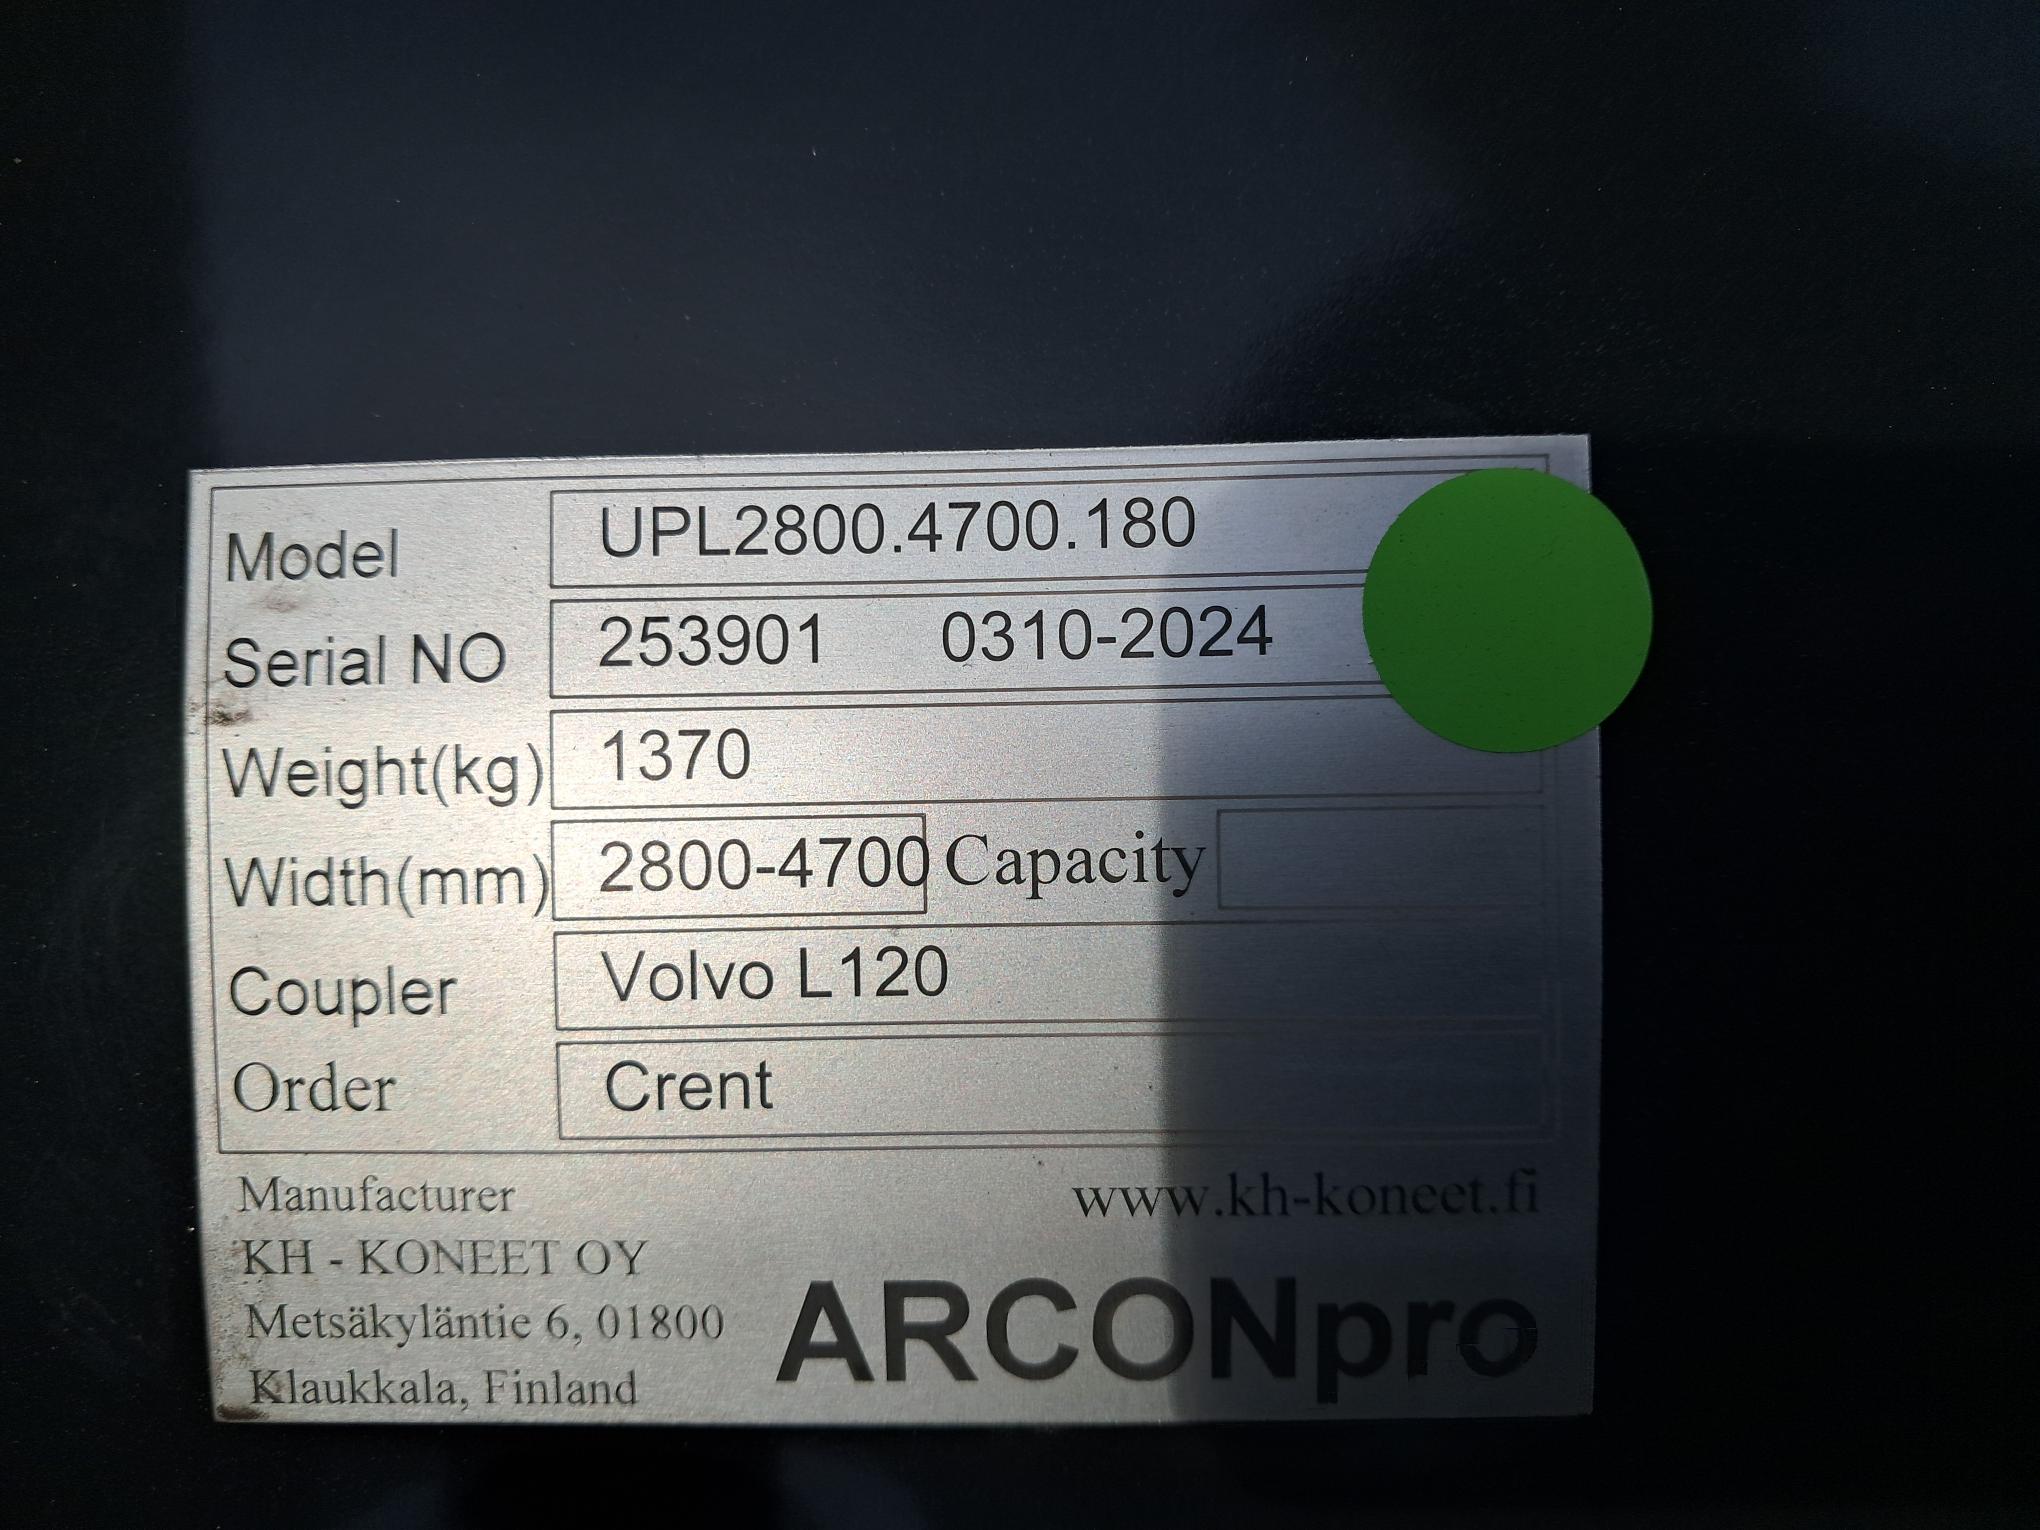 Model UPL2800.4700.180
Serial NO 253901 0310-2024
Weight(kg) 1370
Width(mm) 2800-4700 Capacity
Coupler Volvo L120
Order Crent
Manufacturer www.kh-koneet.fi
KH - KONEET OY
Metsäkyläntie 6, 01800
Klaukkala, Finland
ARCONpro